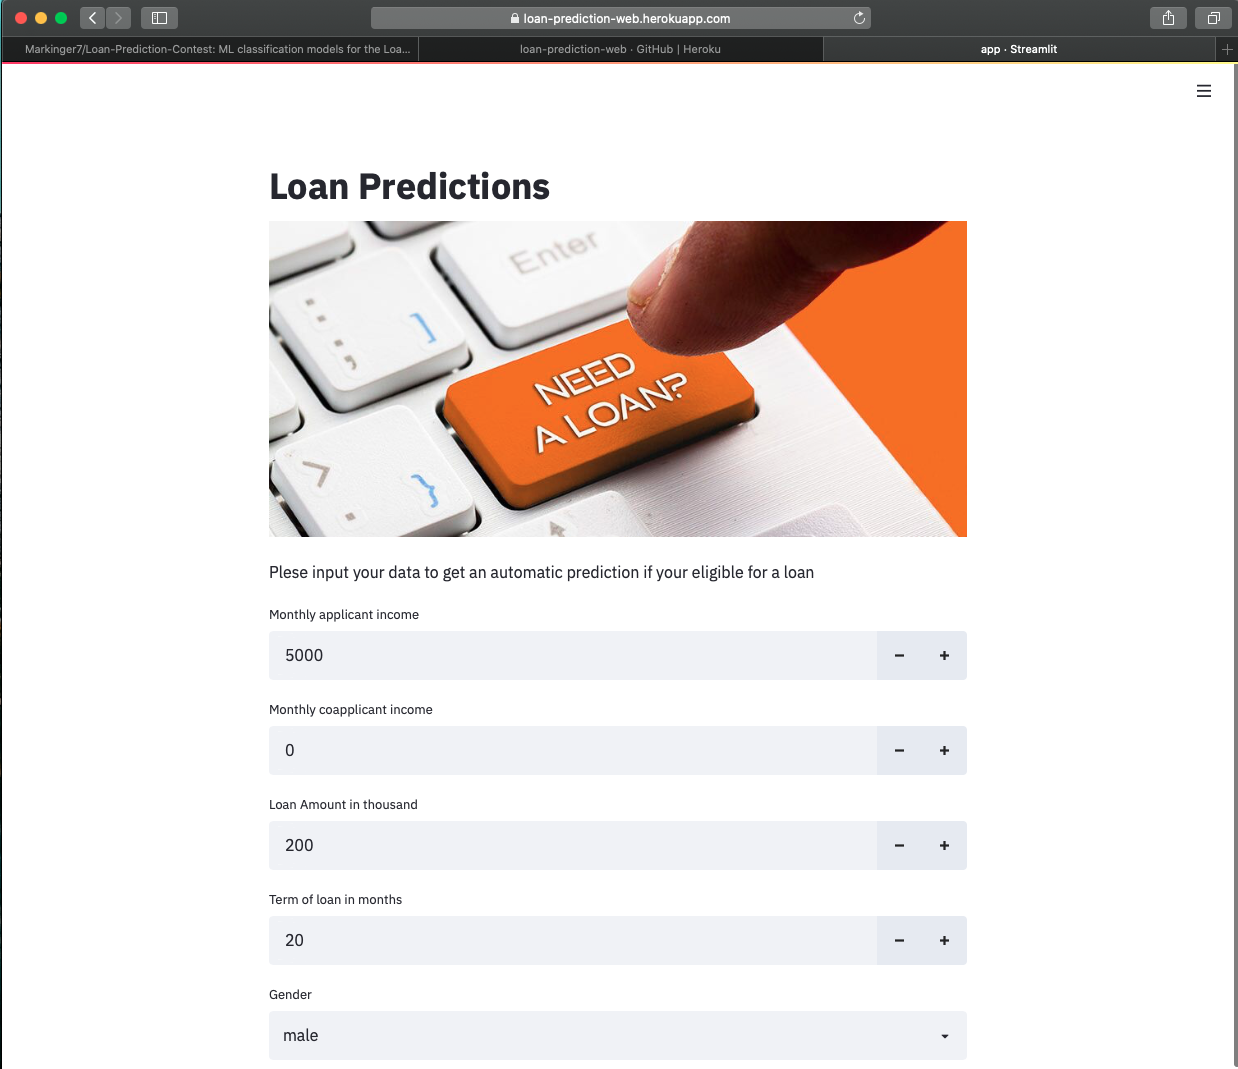 loan-prediction-web.herokuapp.com
Markinger7/Loan-Prediction-Contest: ML classification models for the Loa...
loan-prediction-web · GitHub | Heroku
app · Streamlit
Loan Predictions
Enter
]
NEED
A LOAN?
>
}
Plese input your data to get an automatic prediction if your eligible for a loan
Monthly applicant income
5000
Monthly coapplicant income
0
Loan Amount in thousand
200
Term of loan in months
20
Gender
male